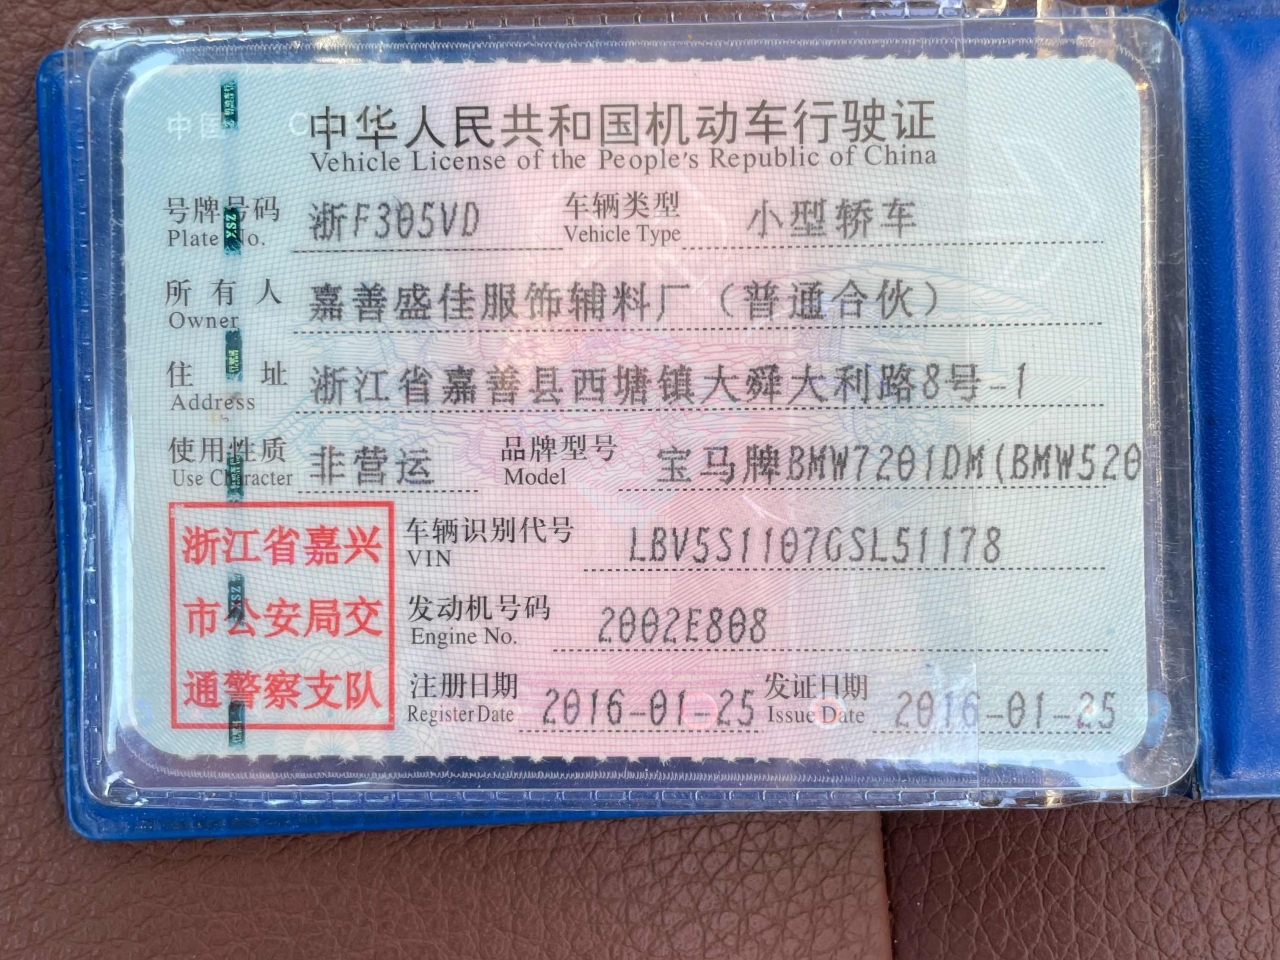 中华人民共和国机动车行驶证
Vehicle License of the People's Republic of China
号牌号码 浙F305VD 车辆类型 小型轿车
Plate No. Vehicle Type
所有人 嘉善盛佳服饰辅料厂（普通合伙）
Owner
住址 浙江省嘉善县西塘镇大舜大利路8号-1
Address
使用性质 非营运 品牌型号 宝马牌BMW7201DM(BMW520
Use Character Model
浙江省嘉兴
市公安局交
通警察支队
车辆识别代号 LBV5S1107GSL51178
VIN
发动机号码 2002E808
Engine No.
注册日期 2016-01-25 发证日期 2016-01-25
Register Date Issue Date